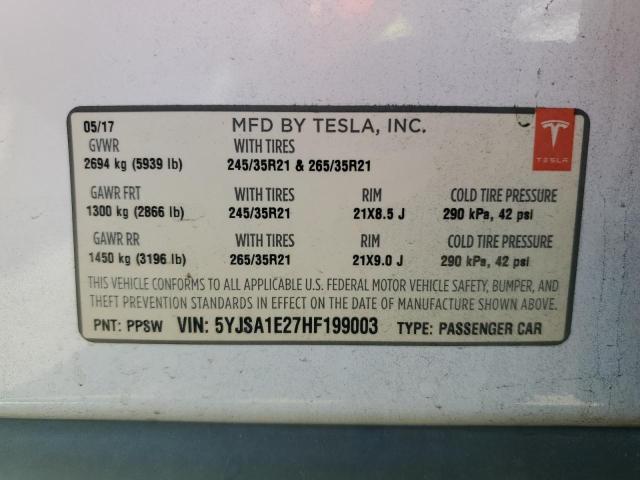 05/17 MFD BY TESLA, INC.
GVWR WITH TIRES
2694 kg (5939 lb) 245/35R21 & 265/35R21
TESLA
GAWR FRT WITH TIRES RIM COLD TIRE PRESSURE
1300 kg (2866 lb) 245/35R21 21X8.5 J 290 kPa, 42 psi
GAWR RR WITH TIRES RIM COLD TIRE PRESSURE
1450 kg (3196 lb) 265/35R21 21X9.0 J 290 kPa, 42 psi
THIS VEHICLE CONFORMS TO ALL APPLICABLE U.S. FEDERAL MOTOR VEHICLE SAFETY, BUMPER, AND
THEFT PREVENTION STANDARDS IN EFFECT ON THE DATE OF MANUFACTURE SHOWN ABOVE.
PNT: PPSW VIN: 5YJSA1E27HF199003 TYPE: PASSENGER CAR